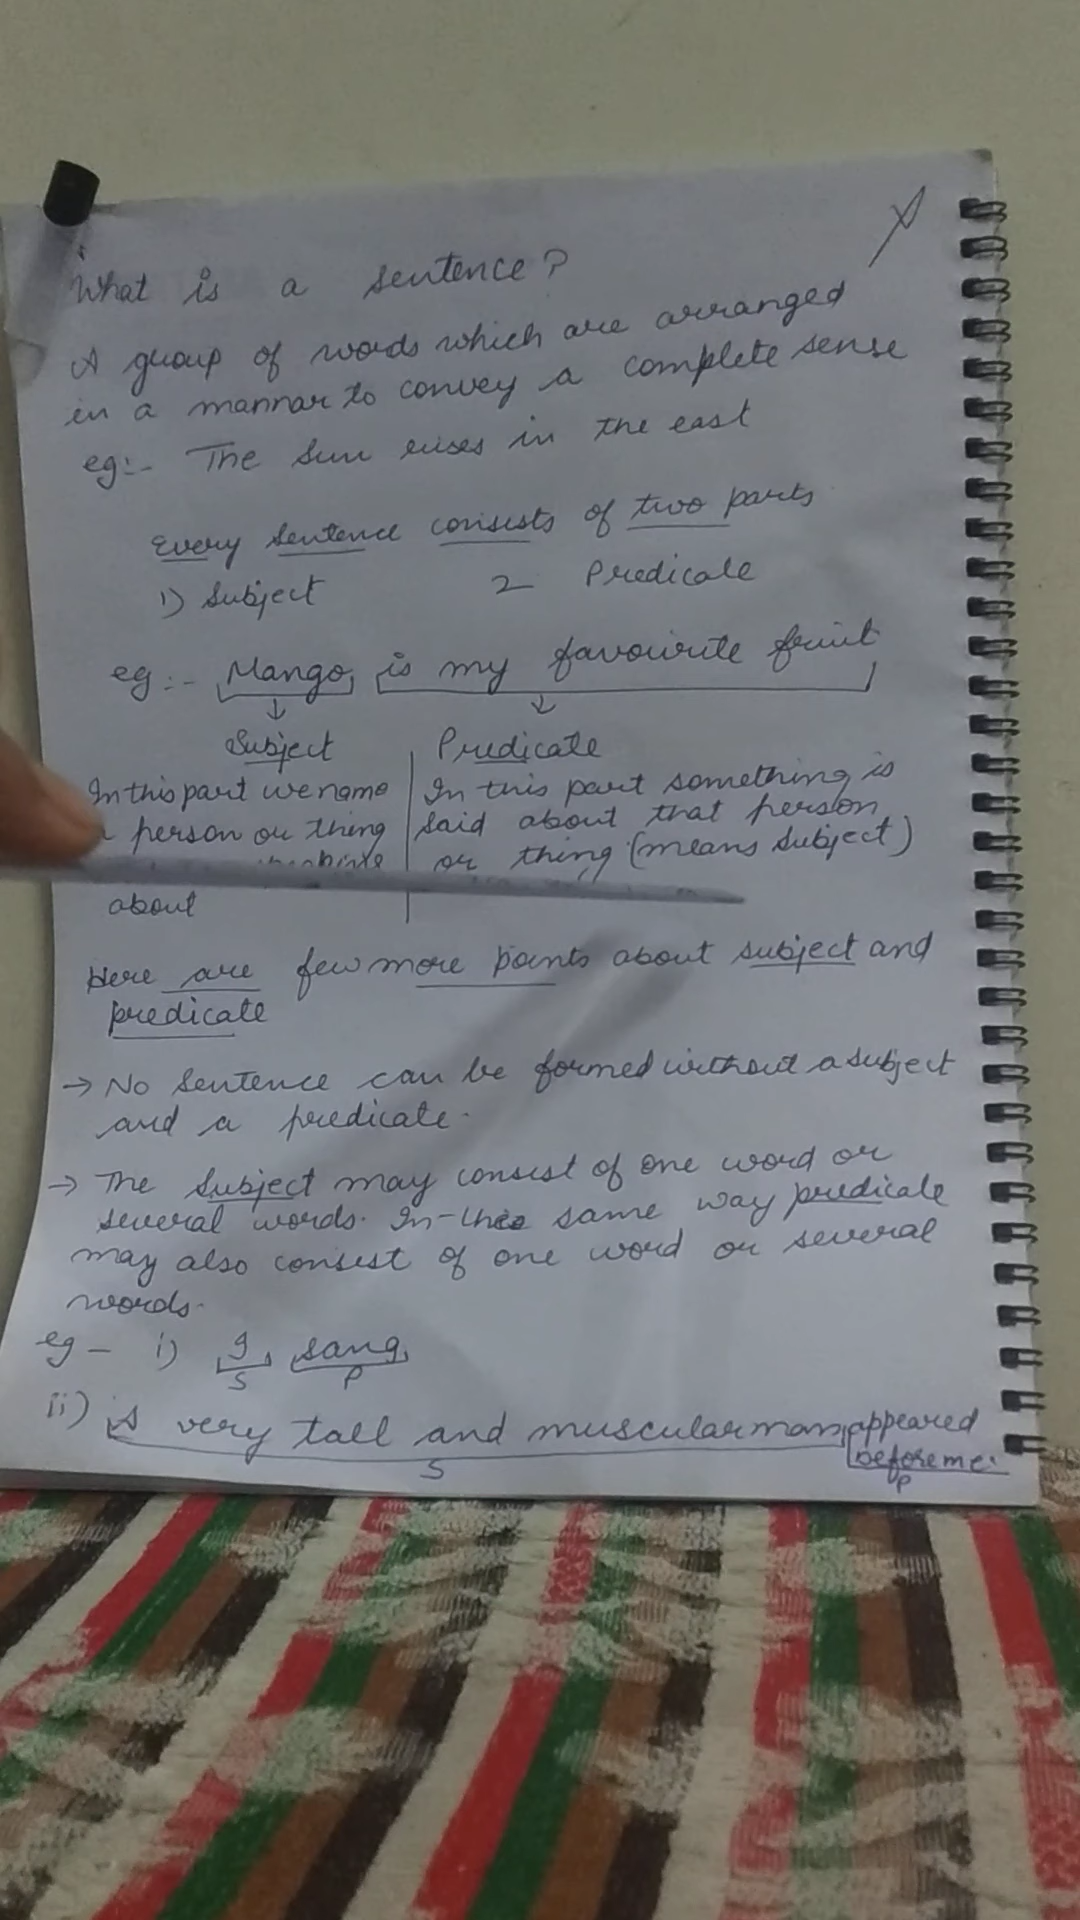 What is a sentence?
A group of words which are arranged
in a mannar to convey a complete sense
eg:- The Sun rises in the east
Every Sentence consists of two parts
1) Subject 2 Predicate
eg:- Mango is my favourite fruit
Subject Predicate
In this part we name
person or thing
about
In this part something is
said about that person
or thing (means subject)
Here are few more points about subject and
predicate
→ No sentence can be formed without a subject
and a predicate.
→ The subject may consist of one word or
several words. In the same way predicate
may also consist of one word or several
words.
eg - i) I sang
S P
ii) A very tall and muscular man appeared
before me.
S P